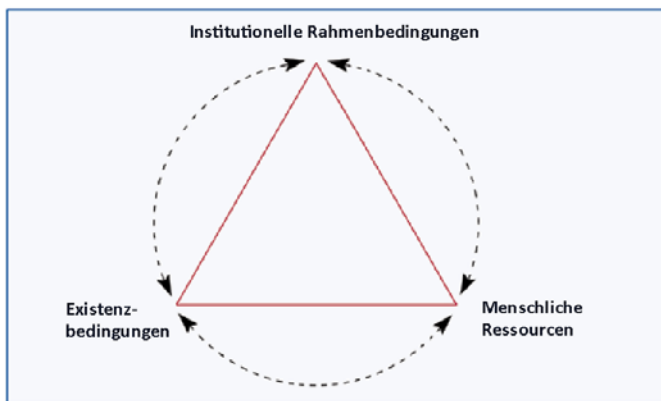 Institutionelle Rahmenbedingungen
Existenz-
bedingungen
Menschliche
Ressourcen